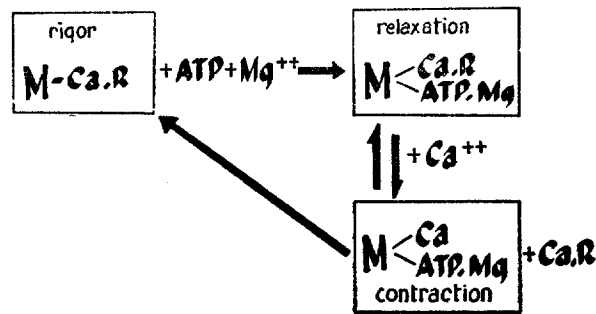 rigor
M-Ca.R
+ATP+Mg++
relaxation
M Ca.R
ATP.Mg
+Ca++
M Ca
ATP.Mg
+Ca.R
contraction